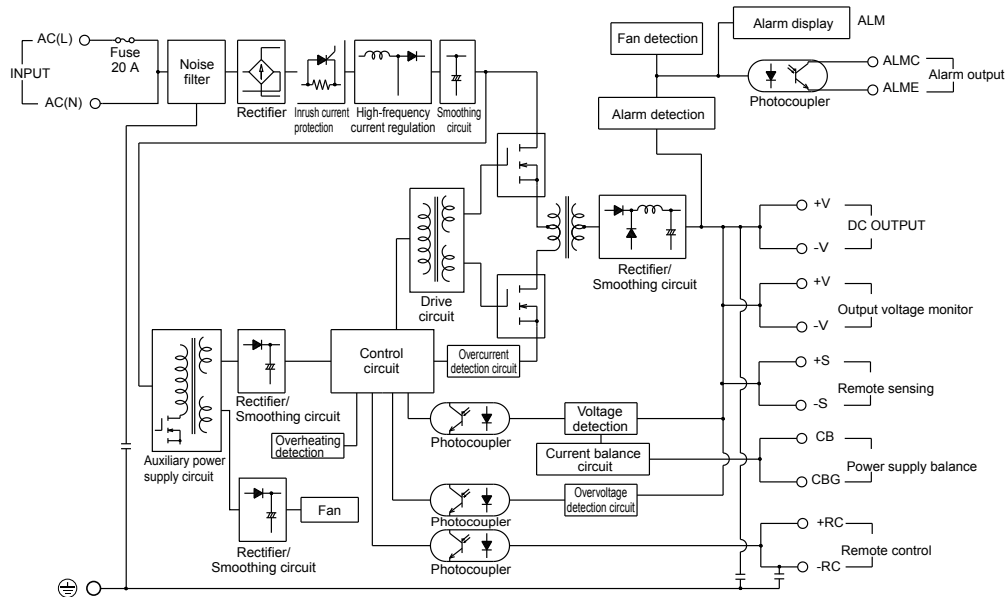 AC(L)
Fuse
20 A
INPUT
AC(N)
Noise
filter
Rectifier
Inrush current
protection
High-frequency
current regulation
Smoothing
circuit
Fan detection
Alarm display
ALM
Photocoupler
ALMC
ALME
Alarm output
Alarm detection
Drive
circuit
Rectifier/
Smoothing circuit
+V
-V
DC OUTPUT
+V
-V
Output voltage monitor
+S
-S
Remote sensing
CB
CBG
Power supply balance
+RC
-RC
Remote control
Auxiliary power
supply circuit
Rectifier/
Smoothing circuit
Control
circuit
Overcurrent
detection circuit
Overheating
detection
Photocoupler
Voltage
detection
Current balance
circuit
Rectifier/
Smoothing circuit
Fan
Photocoupler
Overvoltage
detection circuit
Photocoupler